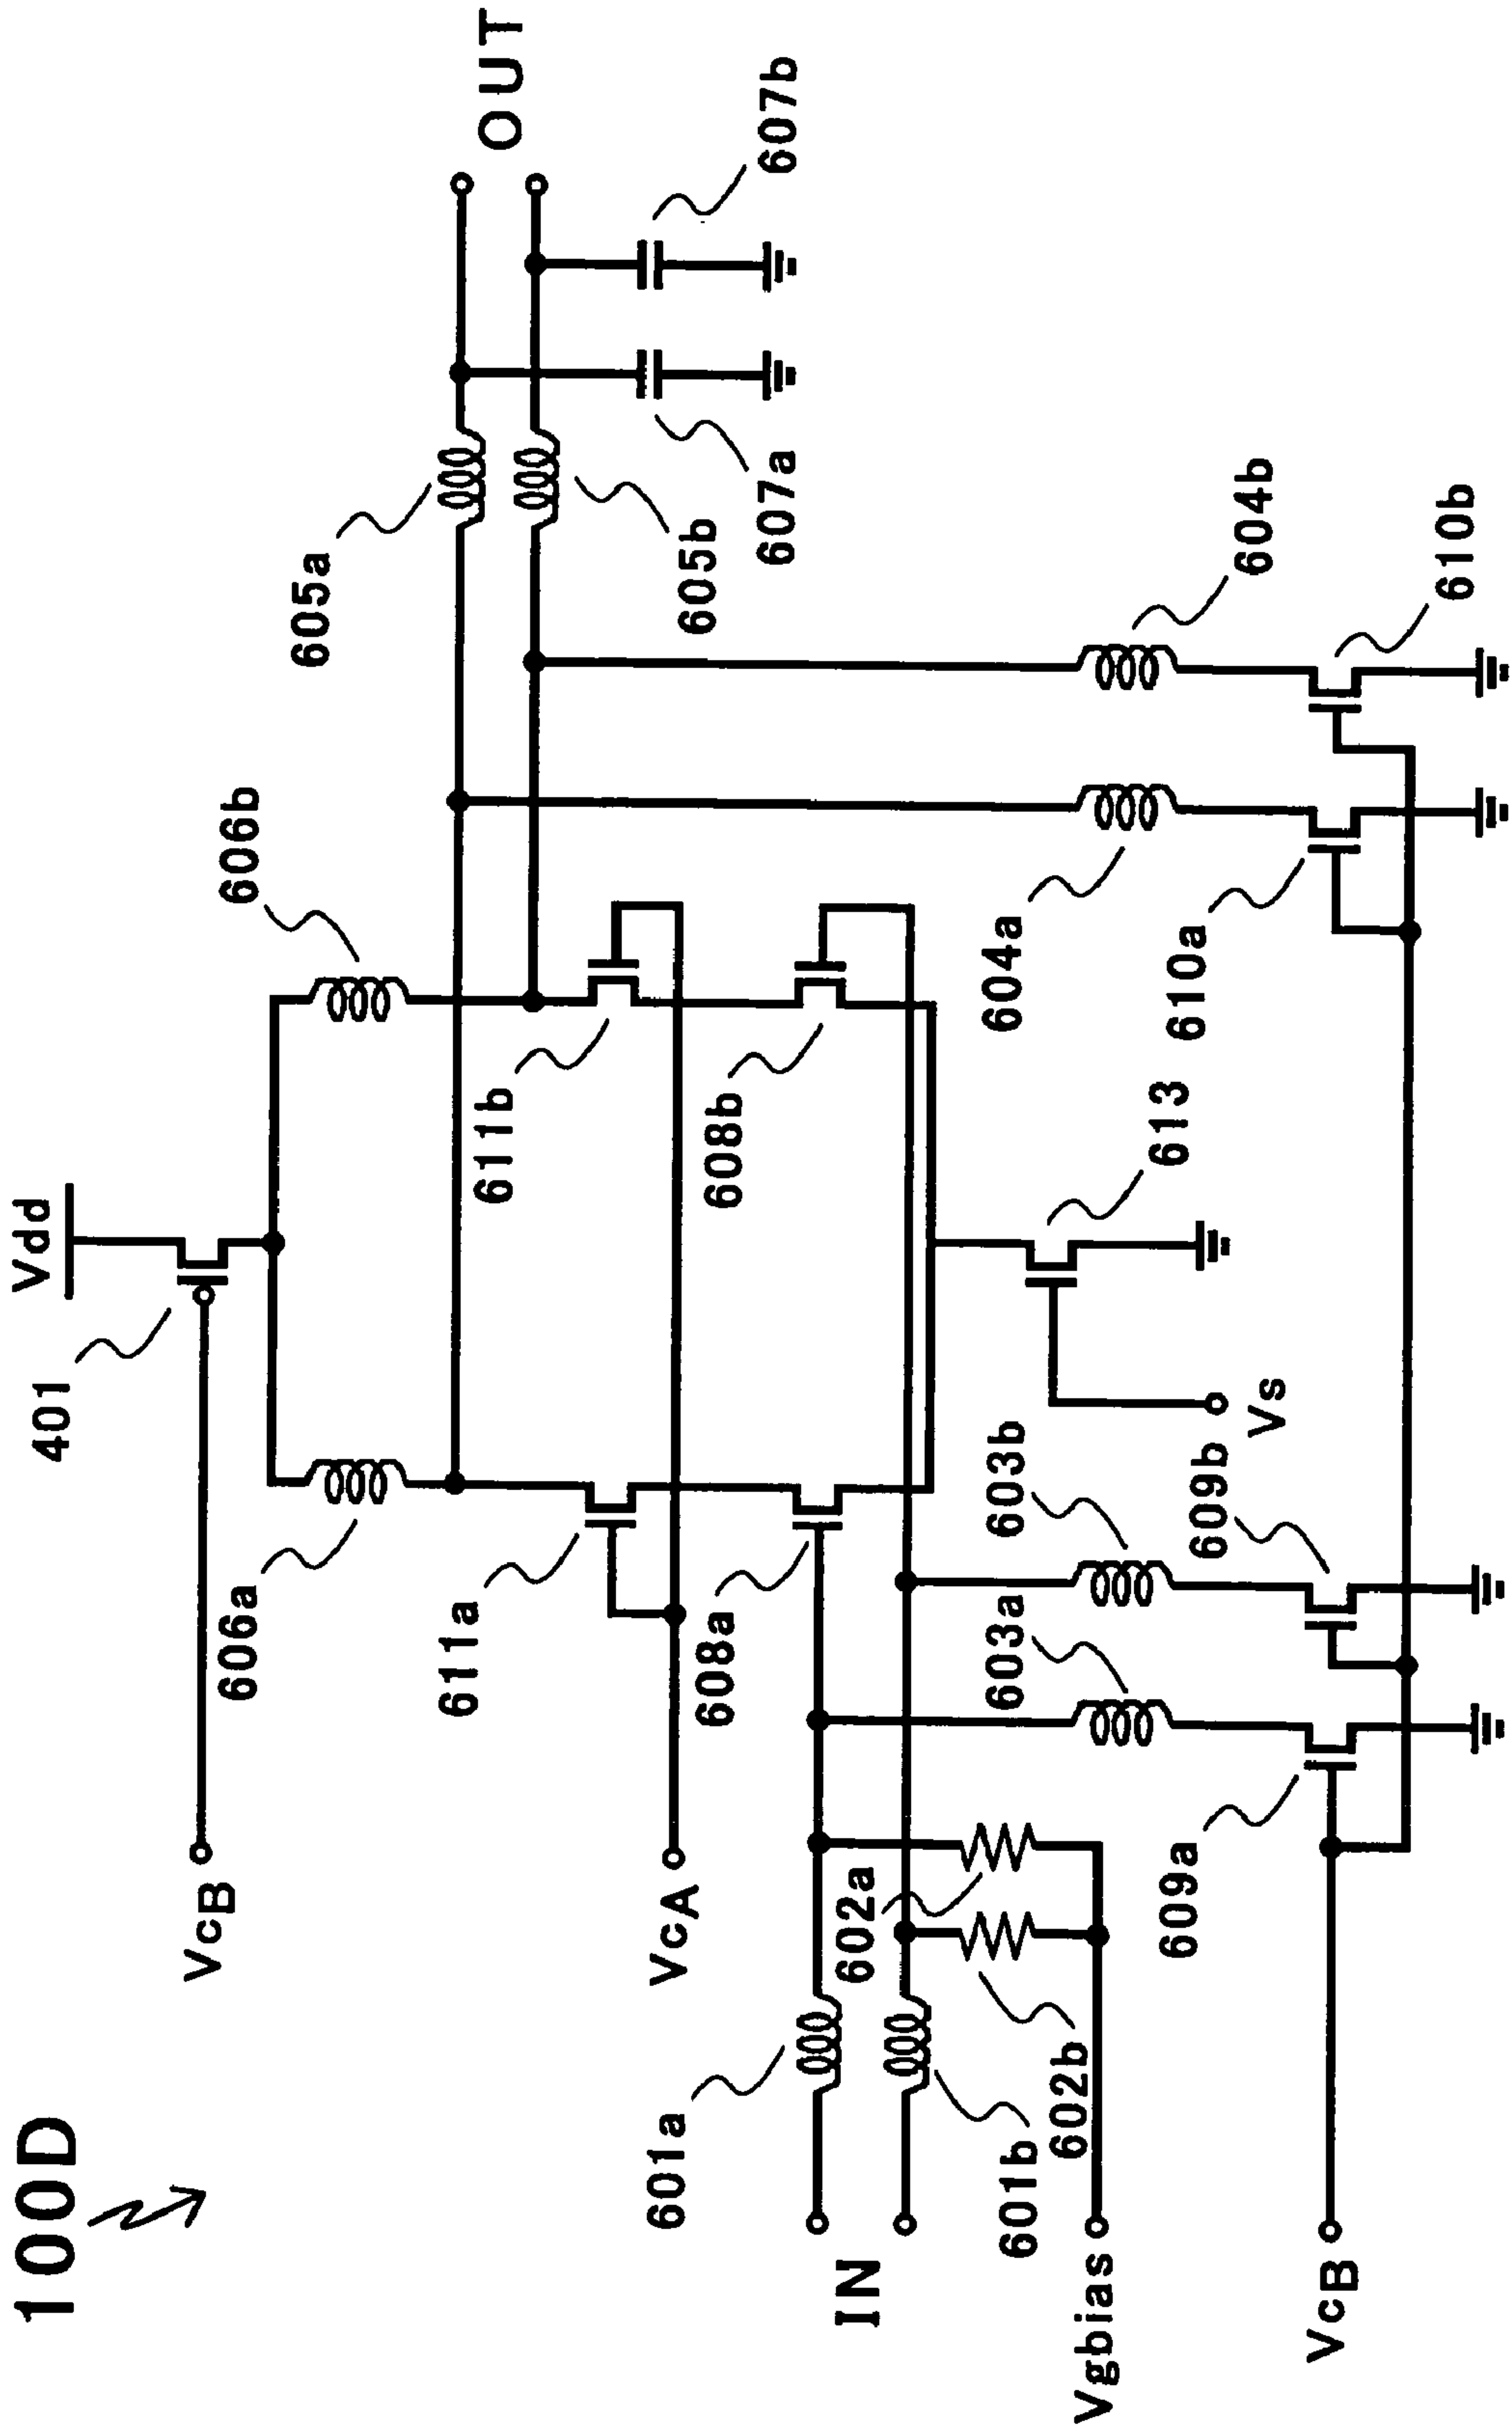 100D
Vdd
401
VcB
606a
606b
605a
OUT
611a
611b
605b
607a
607b
VcA
608a
608b
601a
IN
602a
601b
602b
603a
603b
613
604a
604b
Vgbias
609a
609b
Vs
610a
610b
VcB